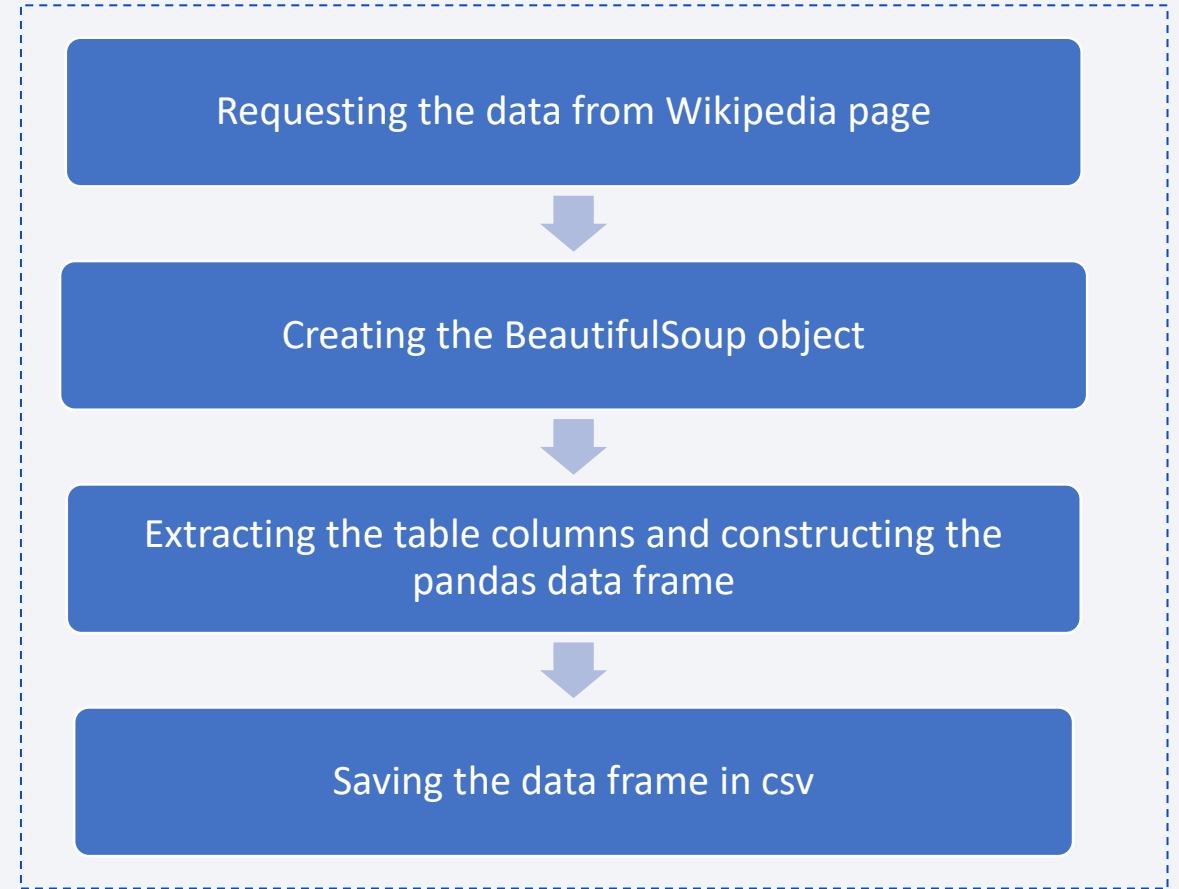 Requesting the data from Wikipedia page
Creating the BeautifulSoup object
Extracting the table columns and constructing the
pandas data frame
Saving the data frame in csv